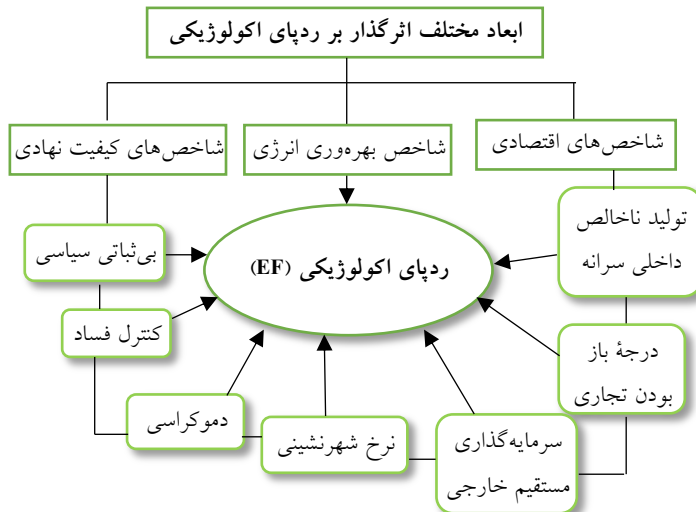 ابعاد مختلف اثرگذار بر ردپای اکولوژیکی
شاخص‌های اقتصادی
شاخص بهره‌وری انرژی
شاخص‌های کیفیت نهادی
تولید ناخالص
داخلی سرانه
بی‌ثباتی سیاسی
ردپای اکولوژیکی (EF)
کنترل فساد
درجهٔ باز
بودن تجاری
دموکراسی
نرخ شهرنشینی
سرمایه‌گذاری
مستقیم خارجی